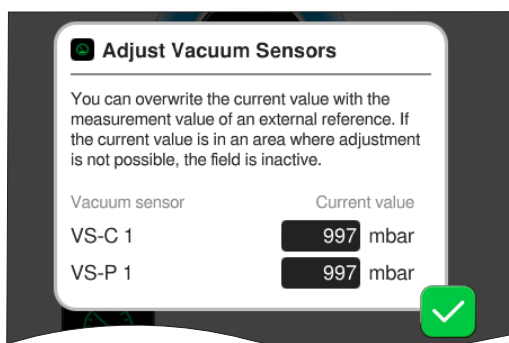 Adjust Vacuum Sensors
You can overwrite the current value with the
measurement value of an external reference. If
the current value is in an area where adjustment
is not possible, the field is inactive.
Vacuum sensor Current value
VS-C 1 997 mbar
VS-P 1 997 mbar